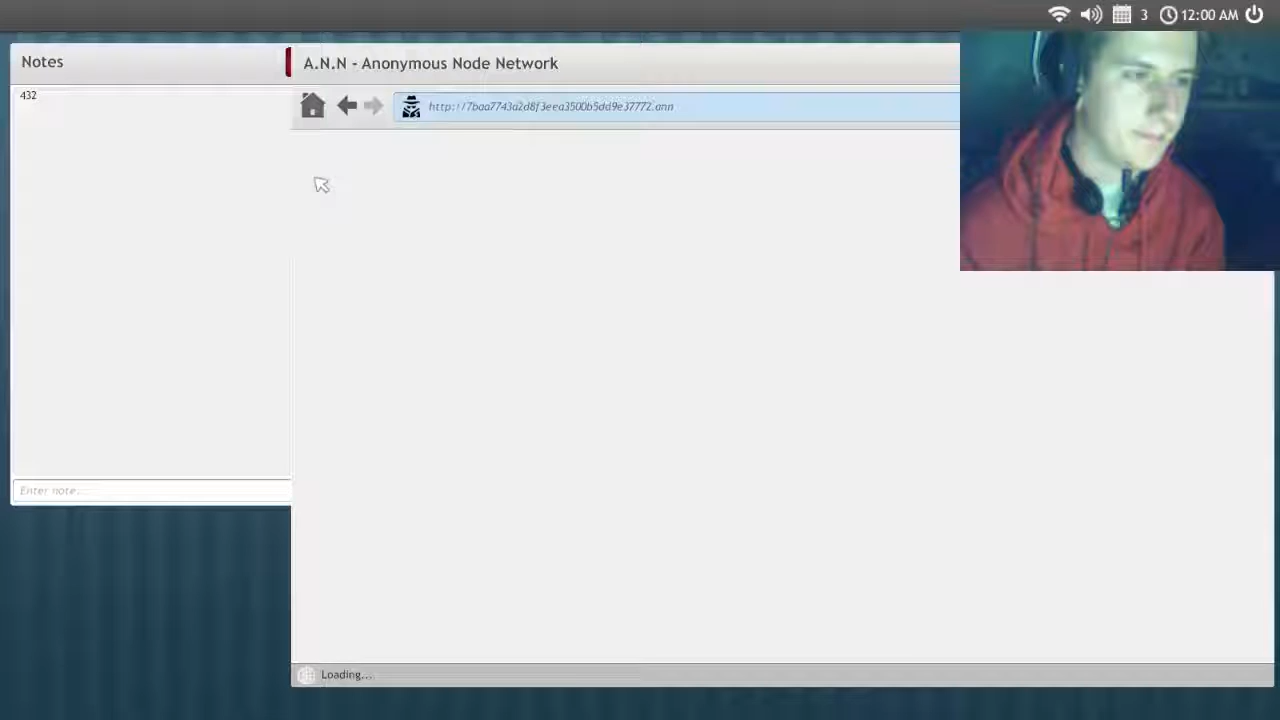 3
12:00 AM
Notes
A.N.N - Anonymous Node Network
432
http://7baa7743a2d8f3eea3500b5dd9e37772.ann
Enter note...
Loading...